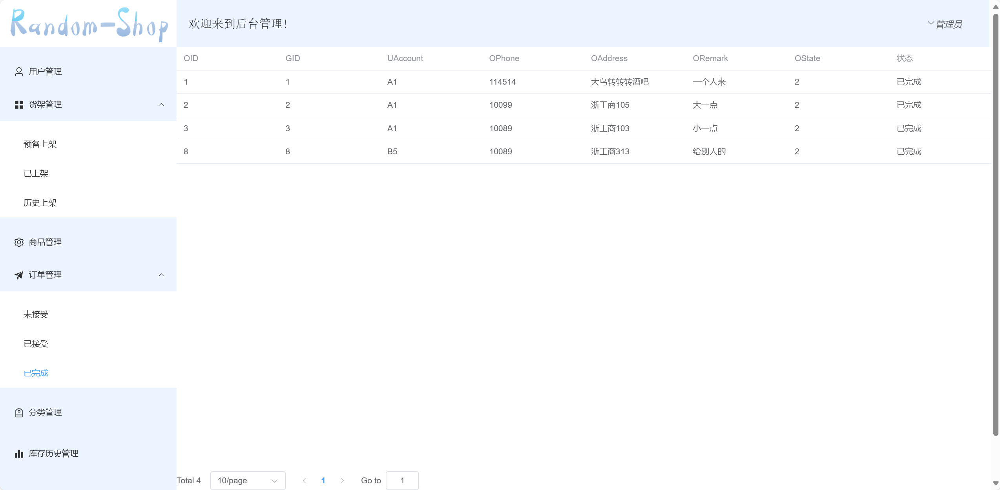 Random-Shop
欢迎来到后台管理！
管理员
用户管理
货架管理
预备上架
已上架
历史上架
商品管理
订单管理
未接受
已接受
已完成
分类管理
库存历史管理
OID GID UAccount OPhone OAddress ORemark OState 状态
1 1 A1 114514 大鸟转转转酒吧 一个人来 2 已完成
2 2 A1 10099 浙工商105 大一点 2 已完成
3 3 A1 10089 浙工商103 小一点 2 已完成
8 8 B5 10089 浙工商313 给别人的 2 已完成
Total 4 10/page 1 Go to 1